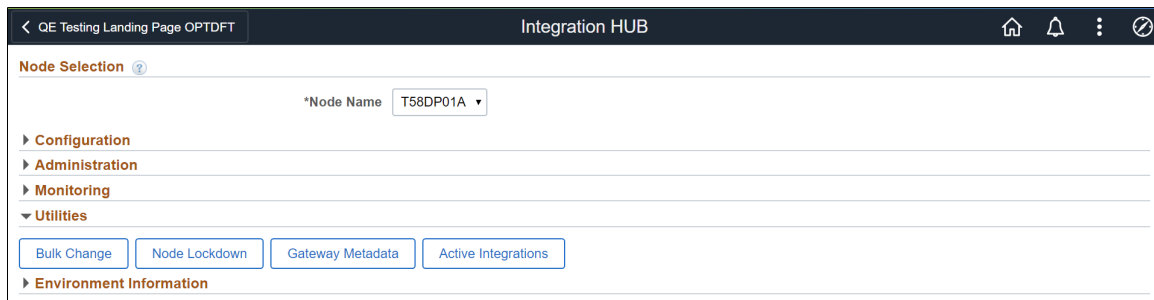 QE Testing Landing Page OPTDFT
Integration HUB
Node Selection ?
*Node Name T58DP01A
Configuration
Administration
Monitoring
Utilities
Bulk Change Node Lockdown Gateway Metadata Active Integrations
Environment Information